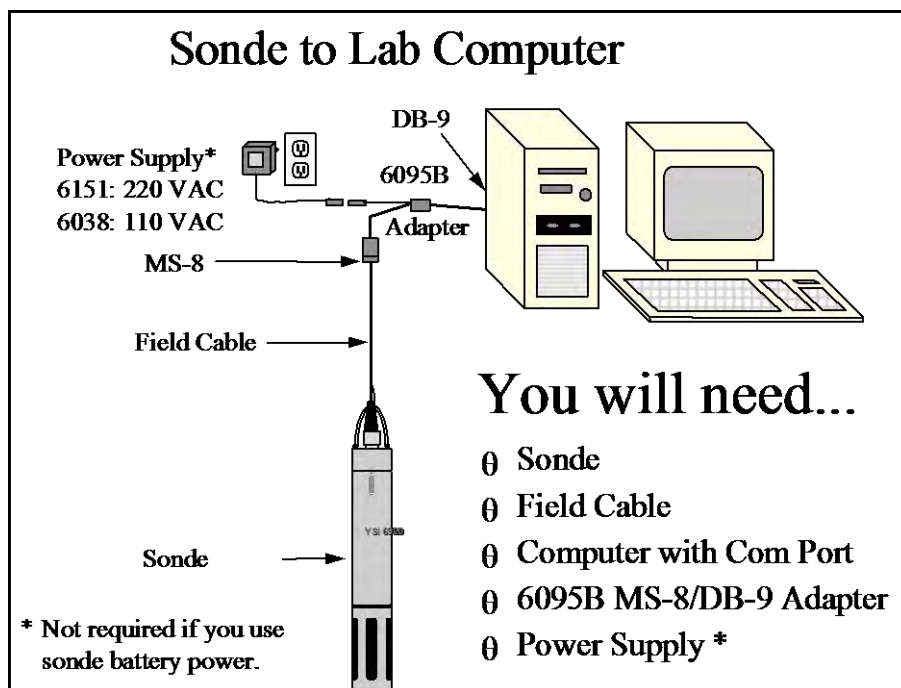 Sonde to Lab Computer
DB-9
Power Supply*
6151: 220 VAC
6038: 110 VAC
6095B
Adapter
MS-8
Field Cable
You will need...
θ Sonde
θ Field Cable
θ Computer with Com Port
θ 6095B MS-8/DB-9 Adapter
θ Power Supply *
YSI
Sonde
* Not required if you use
sonde battery power.